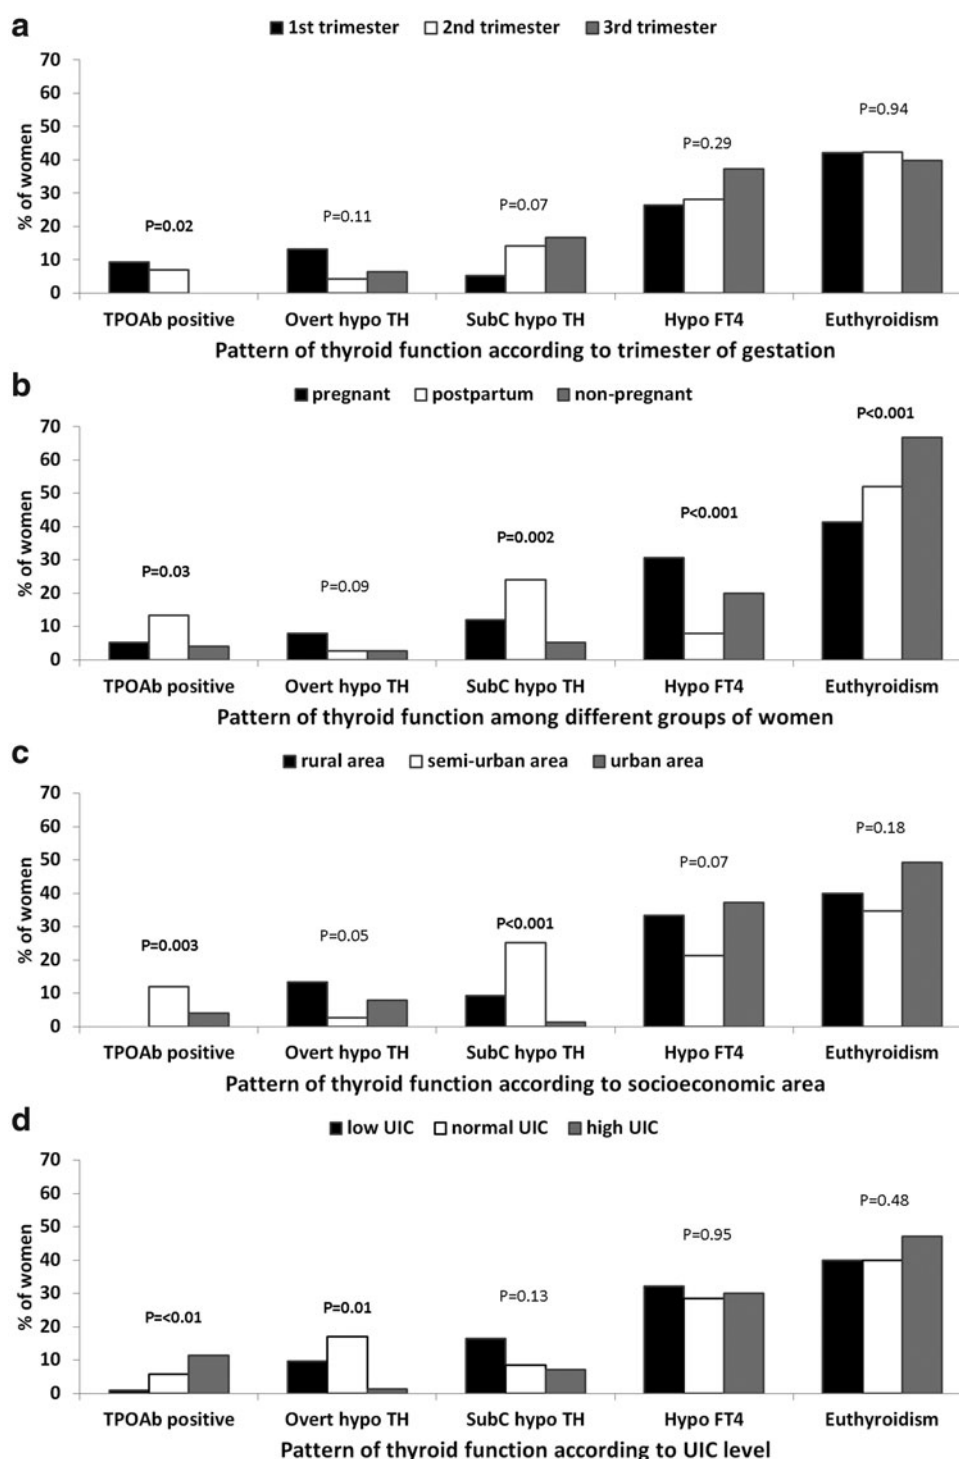 a
1st trimester 2nd trimester 3rd trimester
70
60
50
40
30
20
10
0
% of women
P=0.02
P=0.11
P=0.07
P=0.29
P=0.94
TPOAb positive Overt hypo TH SubC hypo TH Hypo FT4 Euthyroidism
Pattern of thyroid function according to trimester of gestation
b
pregnant postpartum non-pregnant
70
60
50
40
30
20
10
0
% of women
P=0.03
P=0.09
P=0.002
P<0.001
P<0.001
TPOAb positive Overt hypo TH SubC hypo TH Hypo FT4 Euthyroidism
Pattern of thyroid function among different groups of women
c
rural area semi-urban area urban area
70
60
50
40
30
20
10
0
% of women
P=0.003
P=0.05
P<0.001
P=0.07
P=0.18
TPOAb positive Overt hypo TH SubC hypo TH Hypo FT4 Euthyroidism
Pattern of thyroid function according to socioeconomic area
d
low UIC normal UIC high UIC
70
60
50
40
30
20
10
0
% of women
P=<0.01
P=0.01
P=0.13
P=0.95
P=0.48
TPOAb positive Overt hypo TH SubC hypo TH Hypo FT4 Euthyroidism
Pattern of thyroid function according to UIC level